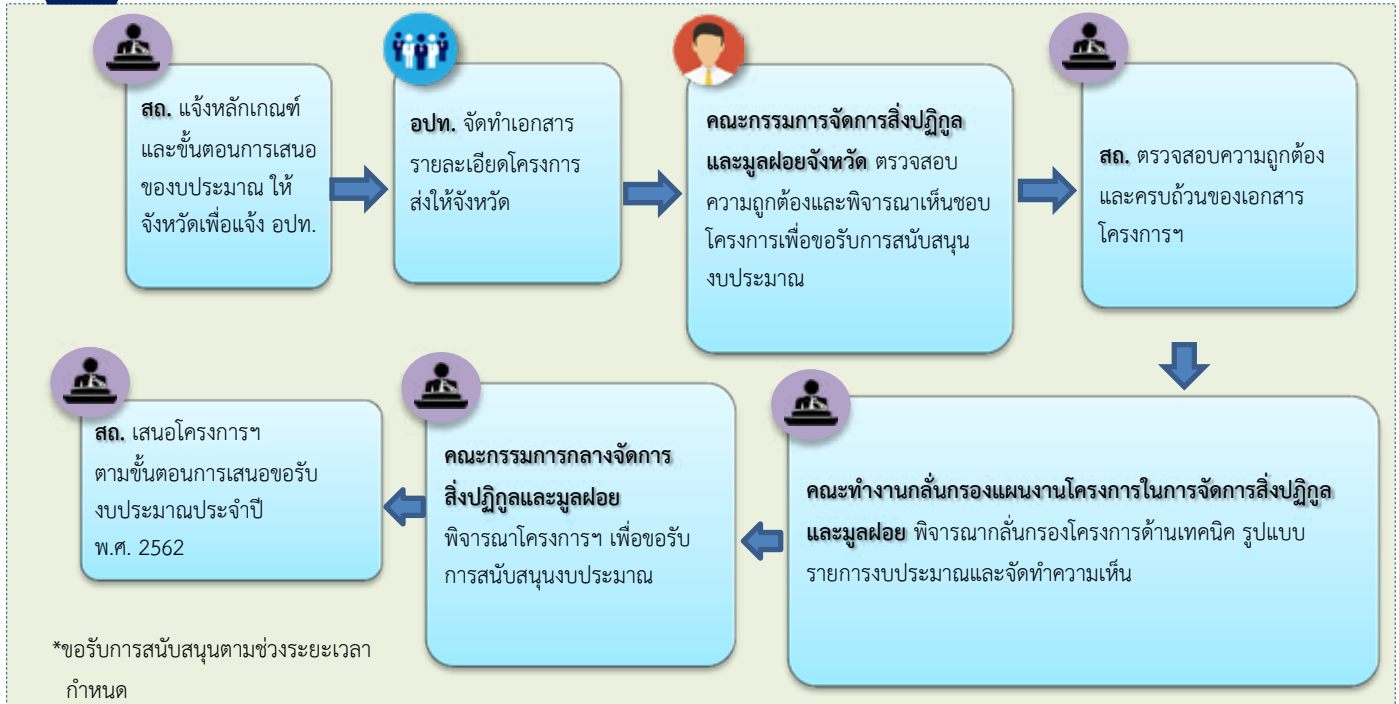 สถ. แจ้งหลักเกณฑ์
และขั้นตอนการเสนอ
ของบประมาณ ให้
จังหวัดเพื่อแจ้ง อปท.
อปท. จัดทำเอกสาร
รายละเอียดโครงการ
ส่งให้จังหวัด
คณะกรรมการจัดการสิ่งปฏิกูล
และมูลฝอยจังหวัด ตรวจสอบ
ความถูกต้องและพิจารณาเห็นชอบ
โครงการเพื่อขอรับการสนับสนุน
งบประมาณ
สถ. ตรวจสอบความถูกต้อง
และครบถ้วนของเอกสาร
โครงการฯ
คณะทำงานกลั่นกรองแผนงานโครงการในการจัดการสิ่งปฏิกูล
และมูลฝอย พิจารณากลั่นกรองโครงการด้านเทคนิค รูปแบบ
รายการงบประมาณและจัดทำความเห็น
คณะกรรมการกลางจัดการ
สิ่งปฏิกูลและมูลฝอย
พิจารณาโครงการฯ เพื่อขอรับ
การสนับสนุนงบประมาณ
สถ. เสนอโครงการฯ
ตามขั้นตอนการเสนอขอรับ
งบประมาณประจำปี
พ.ศ. 2562
*ขอรับการสนับสนุนตามช่วงระยะเวลา
กำหนด